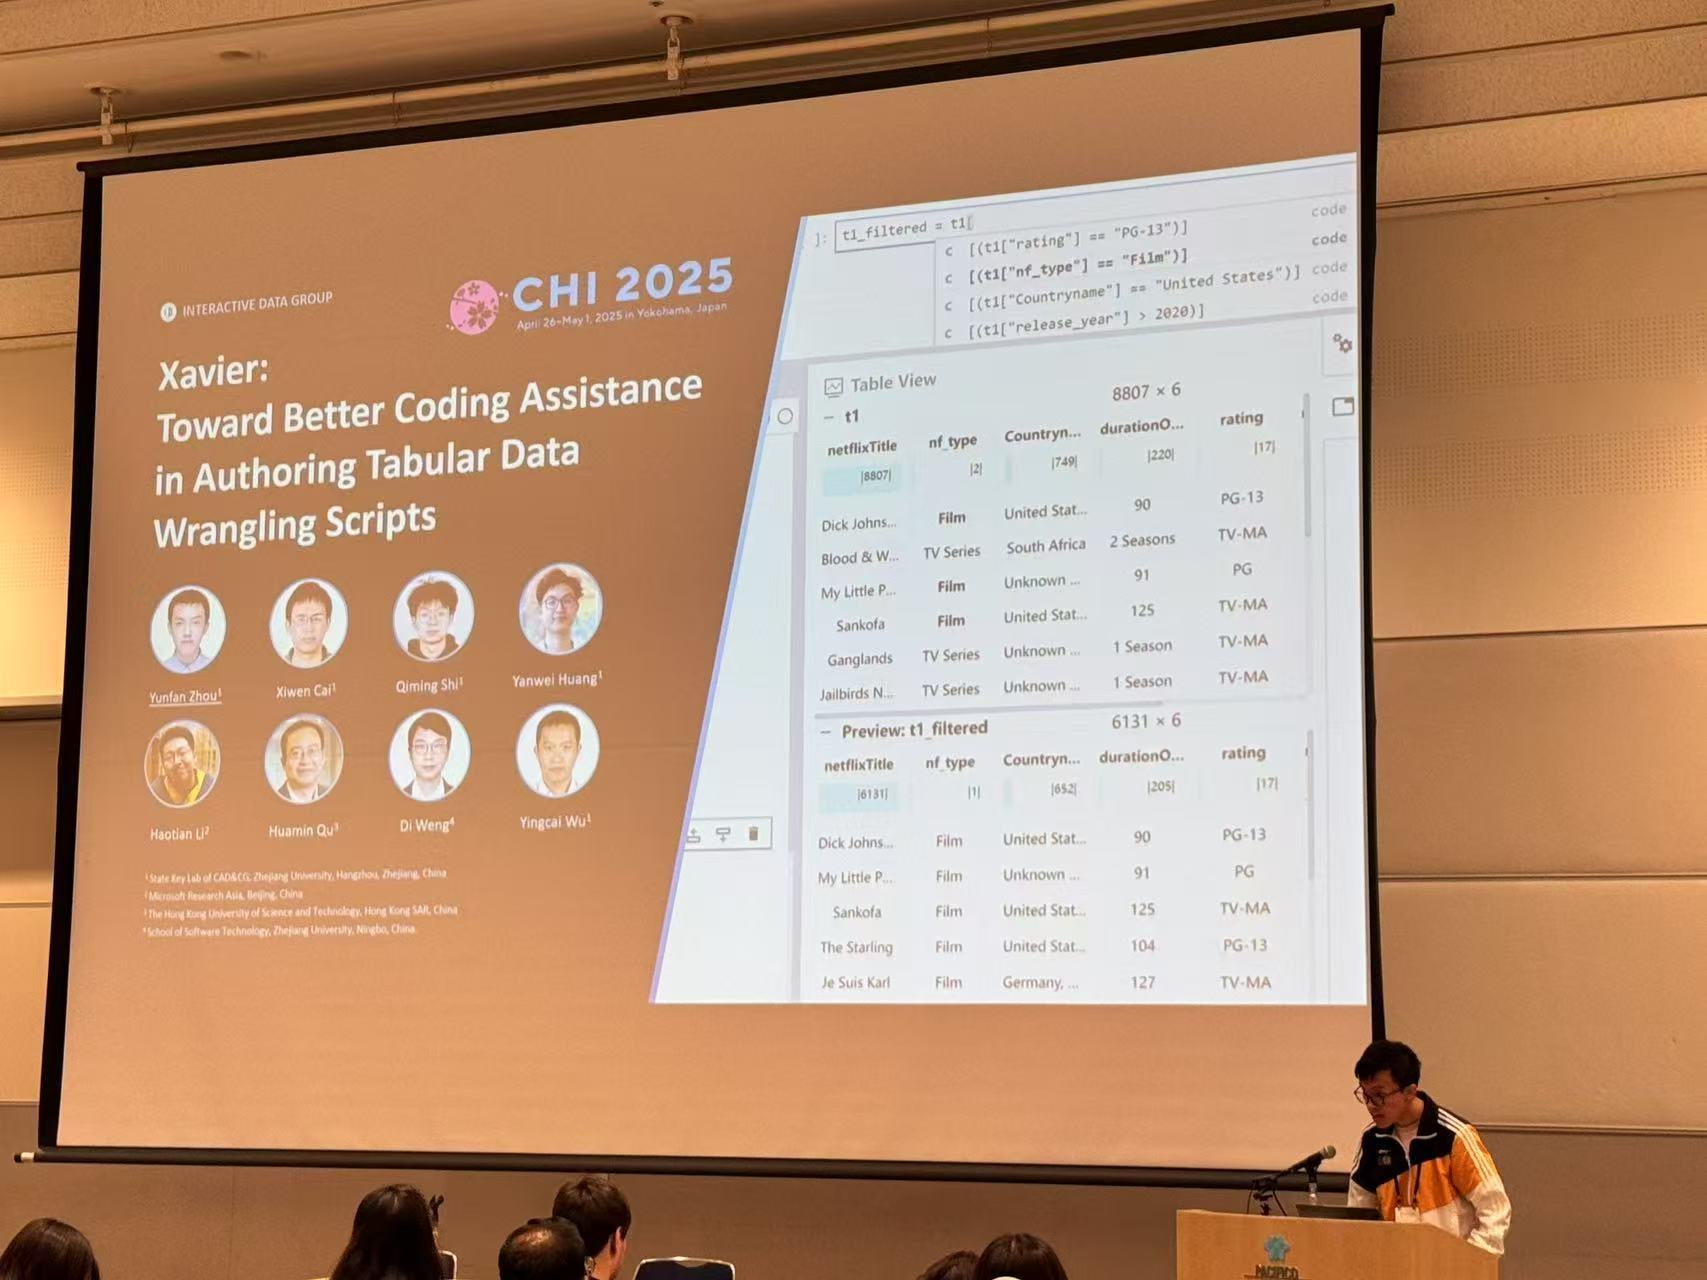 INTERACTIVE DATA GROUP
CHI 2025
April 26–May 1, 2025 in Yokohama, Japan
Xavier:
Toward Better Coding Assistance
in Authoring Tabular Data
Wrangling Scripts
Yunfan Zhou¹
Xiwen Cai¹
Qiming Shi¹
Yanwei Huang¹
Haotian Li²
Huamin Qu³
Di Weng⁴
Yingcai Wu¹
¹ State Key Lab of CAD&CG, Zhejiang University, Hangzhou, Zhejiang, China
² Microsoft Research Asia, Beijing, China
³ The Hong Kong University of Science and Technology, Hong Kong SAR, China
⁴ School of Software Technology, Zhejiang University, Ningbo, China
]: t1_filtered = t1[
c [(t1["rating"] == "PG-13")] code
c [(t1["nf_type"] == "Film")] code
c [(t1["Countryname"] == "United States")] code
c [(t1["release_year"] > 2020)] code
Table View
– t1 8807 × 6
netflixTitle nf_type Countryn... durationO... rating
|8807| |2| |749| |220| |17|
Dick Johns... Film United Stat... 90 PG-13
Blood & W... TV Series South Africa 2 Seasons TV-MA
My Little P... Film Unknown ... 91 PG
Sankofa Film United Stat... 125 TV-MA
Ganglands TV Series Unknown ... 1 Season TV-MA
Jailbirds N... TV Series Unknown ... 1 Season TV-MA
– Preview: t1_filtered 6131 × 6
netflixTitle nf_type Countryn... durationO... rating
|6131| |1| |652| |205| |17|
Dick Johns... Film United Stat... 90 PG-13
My Little P... Film Unknown ... 91 PG
Sankofa Film United Stat... 125 TV-MA
The Starling Film United Stat... 104 PG-13
Je Suis Karl Film Germany, ... 127 TV-MA
PACIFICO